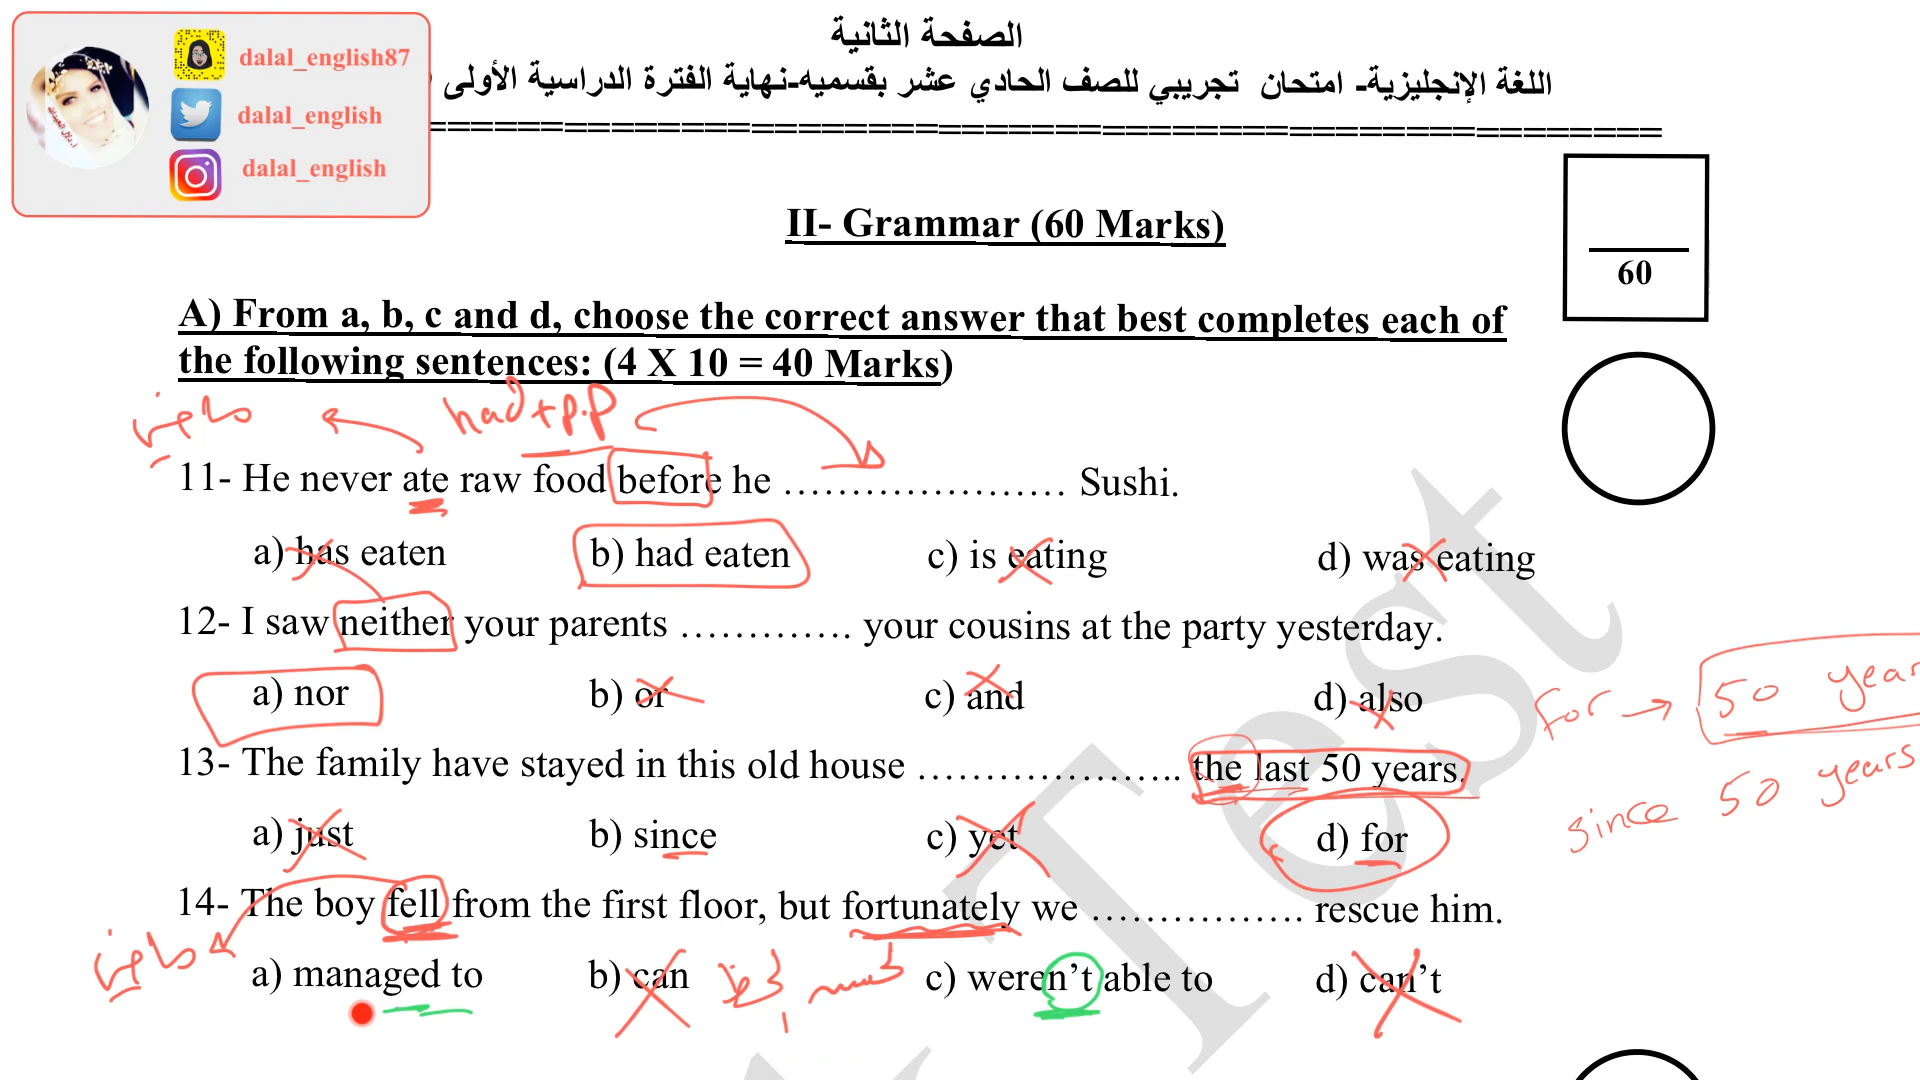 الصفحة الثانية
dalal_english87
اللغة الإنجليزية- امتحان تجريبي للصف الحادي عشر بقسميه-نهاية الفترة الدراسية الأولى
dalal_english
dalal_english
II- Grammar (60 Marks)
60
A) From a, b, c and d, choose the correct answer that best completes each of
the following sentences: (4 X 10 = 40 Marks)
had + p.p
ماضي
11- He never ate raw food before he ………………… Sushi.
a) has eaten b) had eaten c) is eating d) was eating
12- I saw neither your parents …………. your cousins at the party yesterday.
a) nor b) or c) and d) also
for → 50 year
13- The family have stayed in this old house ……………….. the last 50 years.
since 50 years
a) just b) since c) yet d) for
14- The boy fell from the first floor, but fortunately we ……………. rescue him.
ماضي
a) managed to b) can c) weren’t able to d) can’t
Test